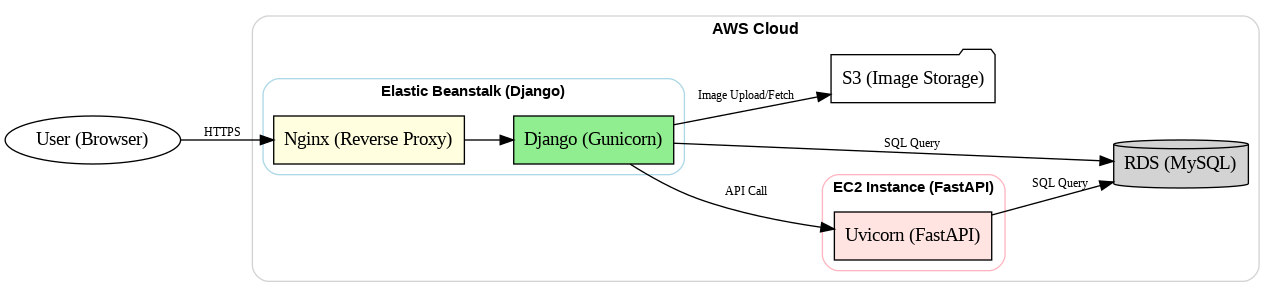 AWS Cloud
Elastic Beanstalk (Django)
User (Browser)
HTTPS
Nginx (Reverse Proxy)
Django (Gunicorn)
Image Upload/Fetch
S3 (Image Storage)
SQL Query
RDS (MySQL)
API Call
EC2 Instance (FastAPI)
Uvicorn (FastAPI)
SQL Query